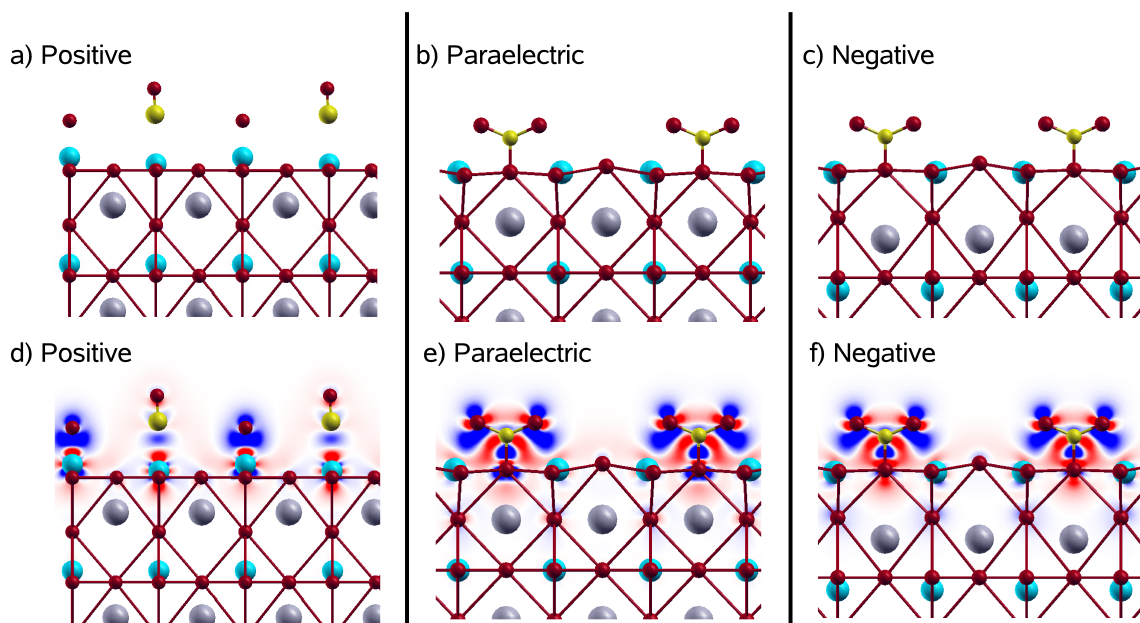 a) Positive
b) Paraelectric
c) Negative
d) Positive
e) Paraelectric
f) Negative